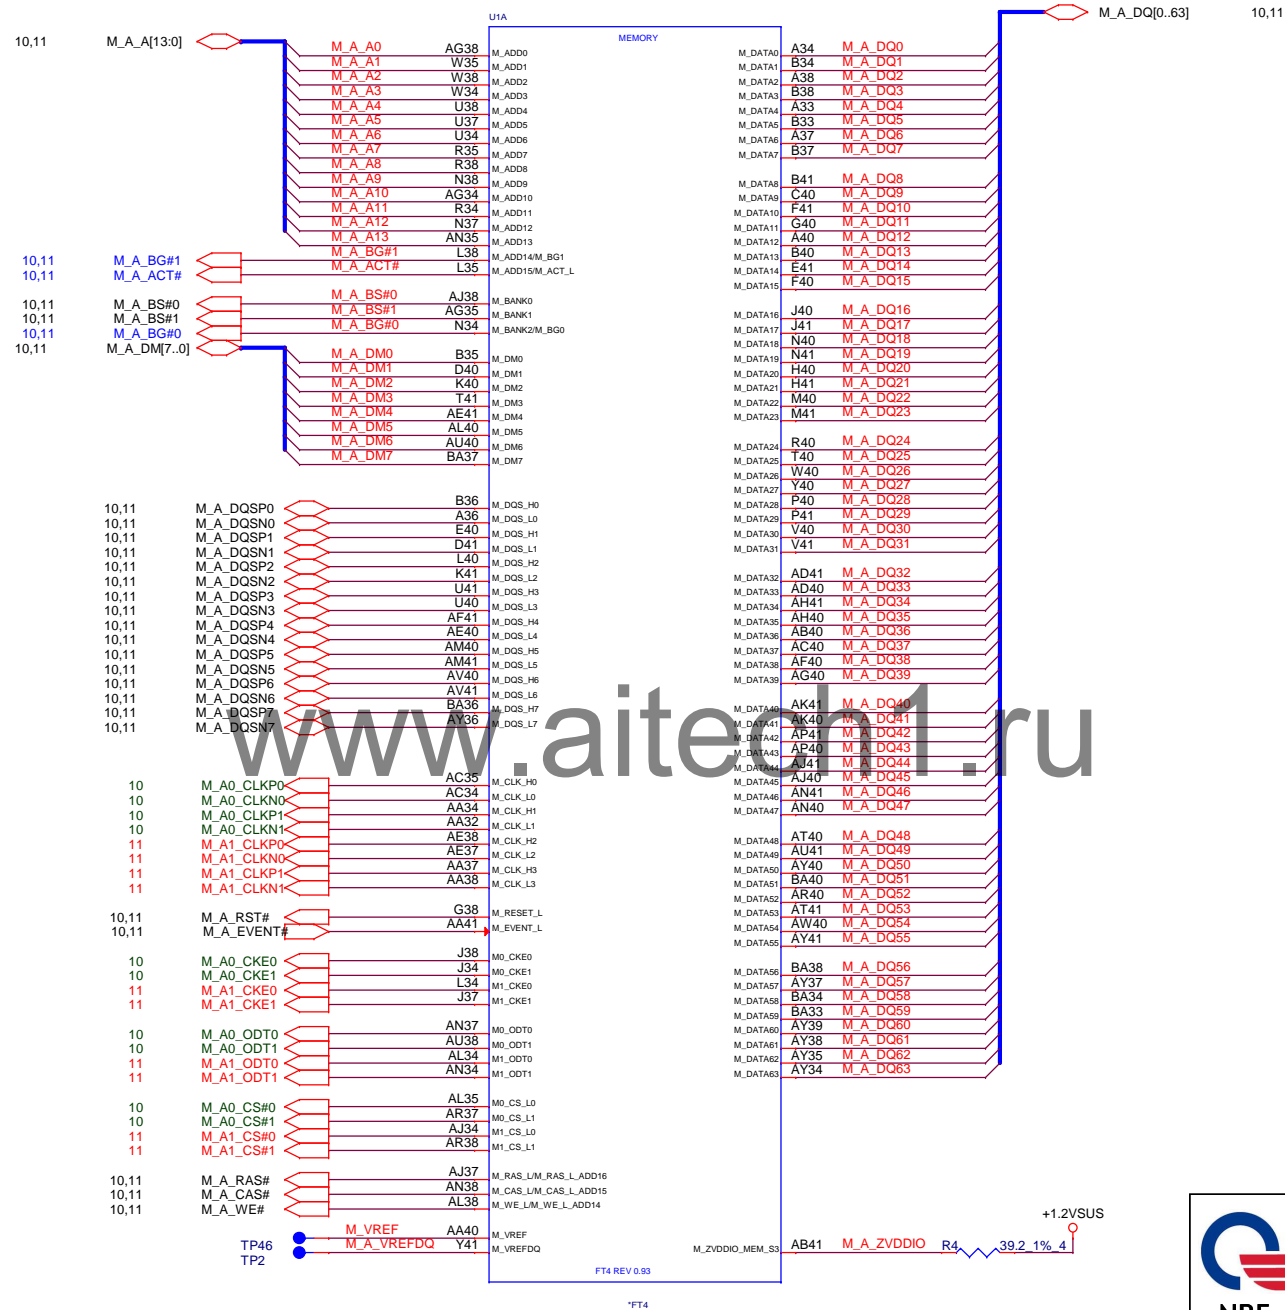 U1A
MEMORY
M_A_DQ[0..63] 10,11
10,11 M_A_A[13:0]
M_A_A0 AG38 M_ADD0
M_A_A1 W35 M_ADD1
M_A_A2 W38 M_ADD2
M_A_A3 W34 M_ADD3
M_A_A4 U38 M_ADD4
M_A_A5 U37 M_ADD5
M_A_A6 U34 M_ADD6
M_A_A7 R35 M_ADD7
M_A_A8 R38 M_ADD8
M_A_A9 N38 M_ADD9
M_A_A10 AG34 M_ADD10
M_A_A11 R34 M_ADD11
M_A_A12 N37 M_ADD12
M_A_A13 AN35 M_ADD13
10,11 M_A_BG#1 M_A_BG#1 L38 M_ADD14/M_BG1
10,11 M_A_ACT# M_A_ACT# L35 M_ADD15/M_ACT_L
10,11 M_A_BS#0 M_A_BS#0 AJ38 M_BANK0
10,11 M_A_BS#1 M_A_BS#1 AG35 M_BANK1
10,11 M_A_BG#0 M_A_BG#0 N34 M_BANK2/M_BG0
10,11 M_A_DM[7..0]
M_A_DM0 B35 M_DM0
M_A_DM1 D40 M_DM1
M_A_DM2 K40 M_DM2
M_A_DM3 T41 M_DM3
M_A_DM4 AE41 M_DM4
M_A_DM5 AL40 M_DM5
M_A_DM6 AU40 M_DM6
M_A_DM7 BA37 M_DM7
10,11 M_A_DQSP0 B36 M_DQS_H0
10,11 M_A_DQSN0 A36 M_DQS_L0
10,11 M_A_DQSP1 E40 M_DQS_H1
10,11 M_A_DQSN1 D41 M_DQS_L1
10,11 M_A_DQSP2 L40 M_DQS_H2
10,11 M_A_DQSN2 K41 M_DQS_L2
10,11 M_A_DQSP3 U41 M_DQS_H3
10,11 M_A_DQSN3 U40 M_DQS_L3
10,11 M_A_DQSP4 AF41 M_DQS_H4
10,11 M_A_DQSN4 AE40 M_DQS_L4
10,11 M_A_DQSP5 AM40 M_DQS_H5
10,11 M_A_DQSN5 AM41 M_DQS_L5
10,11 M_A_DQSP6 AV40 M_DQS_H6
10,11 M_A_DQSN6 AV41 M_DQS_L6
10,11 M_A_DQSP7 BA36 M_DQS_H7
10,11 M_A_DQSN7 AY36 M_DQS_L7
10 M_A0_CLKP0 AC35 M_CLK_H0
10 M_A0_CLKN0 AC34 M_CLK_L0
10 M_A0_CLKP1 AA34 M_CLK_H1
10 M_A0_CLKN1 AA32 M_CLK_L1
11 M_A1_CLKP0 AE38 M_CLK_H2
11 M_A1_CLKN0 AE37 M_CLK_L2
11 M_A1_CLKP1 AA37 M_CLK_H3
11 M_A1_CLKN1 AA38 M_CLK_L3
10,11 M_A_RST# G38 M_RESET_L
10,11 M_A_EVENT# AA41 M_EVENT_L
10 M_A0_CKE0 J38 M0_CKE0
10 M_A0_CKE1 J34 M0_CKE1
11 M_A1_CKE0 L34 M1_CKE0
11 M_A1_CKE1 J37 M1_CKE1
10 M_A0_ODT0 AN37 M0_ODT0
10 M_A0_ODT1 AU38 M0_ODT1
11 M_A1_ODT0 AL34 M1_ODT0
11 M_A1_ODT1 AN34 M1_ODT1
10 M_A0_CS#0 AL35 M0_CS_L0
10 M_A0_CS#1 AR37 M0_CS_L1
11 M_A1_CS#0 AJ34 M1_CS_L0
11 M_A1_CS#1 AR38 M1_CS_L1
10,11 M_A_RAS# AJ37 M_RAS_L/M_RAS_L_ADD16
10,11 M_A_CAS# AN38 M_CAS_L/M_CAS_L_ADD15
10,11 M_A_WE# AL38 M_WE_L/M_WE_L_ADD14
TP46 M_VREF AA40 M_VREF
TP2 M_A_VREFDQ Y41 M_VREFDQ
M_DATA0 A34 M_A_DQ0
M_DATA1 B34 M_A_DQ1
M_DATA2 A38 M_A_DQ2
M_DATA3 B38 M_A_DQ3
M_DATA4 A33 M_A_DQ4
M_DATA5 B33 M_A_DQ5
M_DATA6 A37 M_A_DQ6
M_DATA7 B37 M_A_DQ7
M_DATA8 B41 M_A_DQ8
M_DATA9 C40 M_A_DQ9
M_DATA10 F41 M_A_DQ10
M_DATA11 G40 M_A_DQ11
M_DATA12 A40 M_A_DQ12
M_DATA13 B40 M_A_DQ13
M_DATA14 E41 M_A_DQ14
M_DATA15 F40 M_A_DQ15
M_DATA16 J40 M_A_DQ16
M_DATA17 J41 M_A_DQ17
M_DATA18 N40 M_A_DQ18
M_DATA19 N41 M_A_DQ19
M_DATA20 H40 M_A_DQ20
M_DATA21 H41 M_A_DQ21
M_DATA22 M40 M_A_DQ22
M_DATA23 M41 M_A_DQ23
M_DATA24 R40 M_A_DQ24
M_DATA25 T40 M_A_DQ25
M_DATA26 W40 M_A_DQ26
M_DATA27 Y40 M_A_DQ27
M_DATA28 P40 M_A_DQ28
M_DATA29 P41 M_A_DQ29
M_DATA30 V40 M_A_DQ30
M_DATA31 V41 M_A_DQ31
M_DATA32 AD41 M_A_DQ32
M_DATA33 AD40 M_A_DQ33
M_DATA34 AH41 M_A_DQ34
M_DATA35 AH40 M_A_DQ35
M_DATA36 AB40 M_A_DQ36
M_DATA37 AC40 M_A_DQ37
M_DATA38 AF40 M_A_DQ38
M_DATA39 AG40 M_A_DQ39
M_DATA40 AK41 M_A_DQ40
M_DATA41 AK40 M_A_DQ41
M_DATA42 AP41 M_A_DQ42
M_DATA43 AP40 M_A_DQ43
M_DATA44 AJ41 M_A_DQ44
M_DATA45 AJ40 M_A_DQ45
M_DATA46 AN41 M_A_DQ46
M_DATA47 AN40 M_A_DQ47
M_DATA48 AT40 M_A_DQ48
M_DATA49 AU41 M_A_DQ49
M_DATA50 AY40 M_A_DQ50
M_DATA51 BA40 M_A_DQ51
M_DATA52 AR40 M_A_DQ52
M_DATA53 AT41 M_A_DQ53
M_DATA54 AW40 M_A_DQ54
M_DATA55 AY41 M_A_DQ55
M_DATA56 BA38 M_A_DQ56
M_DATA57 AY37 M_A_DQ57
M_DATA58 BA34 M_A_DQ58
M_DATA59 BA33 M_A_DQ59
M_DATA60 AY39 M_A_DQ60
M_DATA61 AY38 M_A_DQ61
M_DATA62 AY35 M_A_DQ62
M_DATA63 AY34 M_A_DQ63
www.aitech1.ru
+1.2VSUS
M_ZVDDIO_MEM_S3 AB41 M_A_ZVDDIO R4 39.2_1%_4
FT4 REV 0.93
*FT4